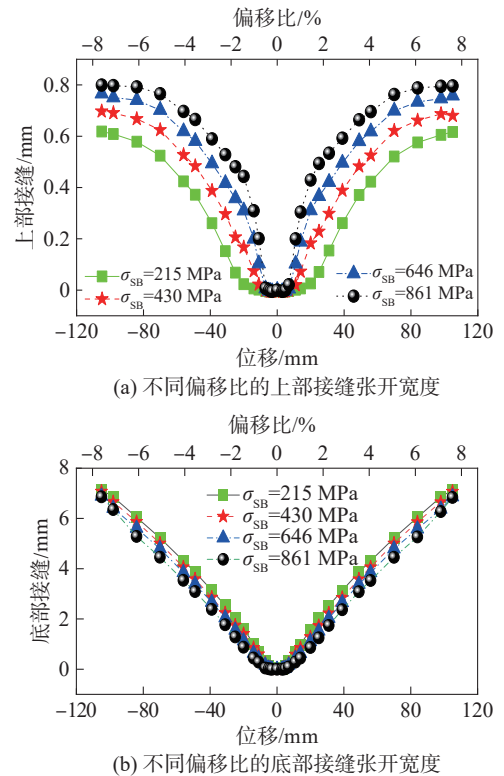 偏移比/%
−8 −6 −4 −2 0 2 4 6 8
0.8
0.6
0.4
0.2
0
上部接缝/mm
σSB=215 MPa
σSB=430 MPa
σSB=646 MPa
σSB=861 MPa
−120 −80 −40 0 40 80 120
位移/mm
(a) 不同偏移比的上部接缝张开宽度
偏移比/%
−8 −6 −4 −2 0 2 4 6 8
8
6
4
2
0
底部接缝/mm
σSB=215 MPa
σSB=430 MPa
σSB=646 MPa
σSB=861 MPa
−120 −80 −40 0 40 80 120
位移/mm
(b) 不同偏移比的底部接缝张开宽度